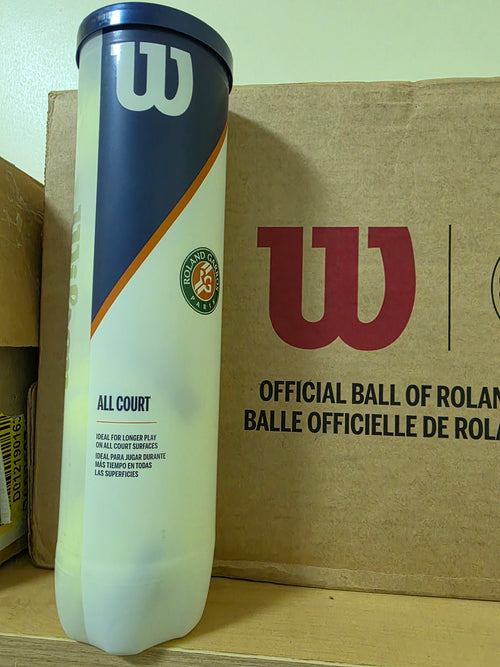 W
ROLAND GARROS
PARIS
ALL COURT
IDEAL FOR LONGER PLAY
ON ALL COURT SURFACES
IDEAL PARA JUGAR DURANTE
MÁS TIEMPO EN TODAS
LAS SUPERFICIES
W
OFFICIAL BALL OF ROLAN
BALLE OFFICIELLE DE ROLA